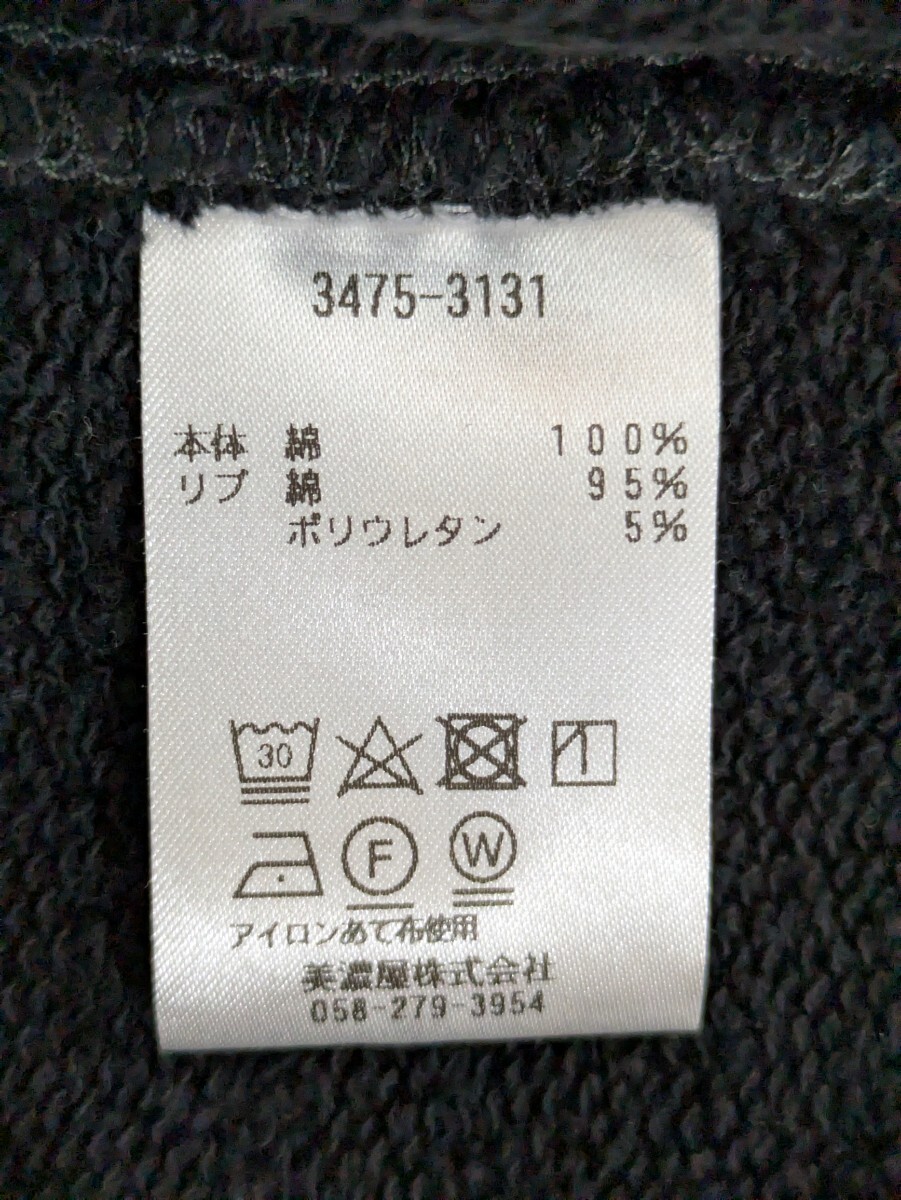 3475-3131
本体 綿 100%
リブ 綿 95%
ポリウレタン 5%
30
F W
アイロンあて布使用
美濃屋株式会社
058-279-3954